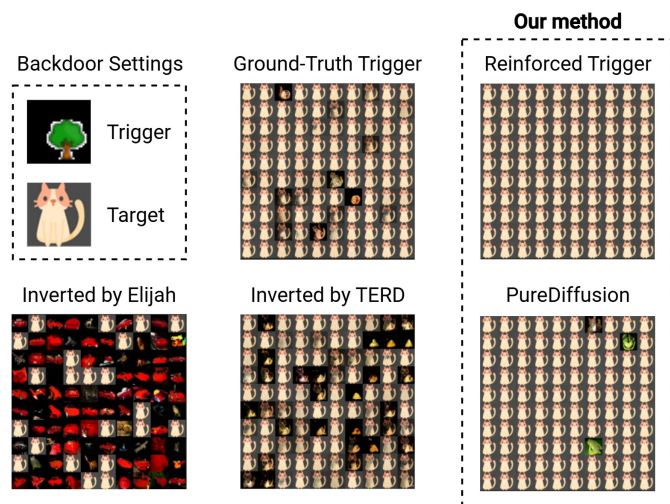 Our method
Backdoor Settings
Ground-Truth Trigger
Reinforced Trigger
Trigger
Target
Inverted by Elijah
Inverted by TERD
PureDiffusion